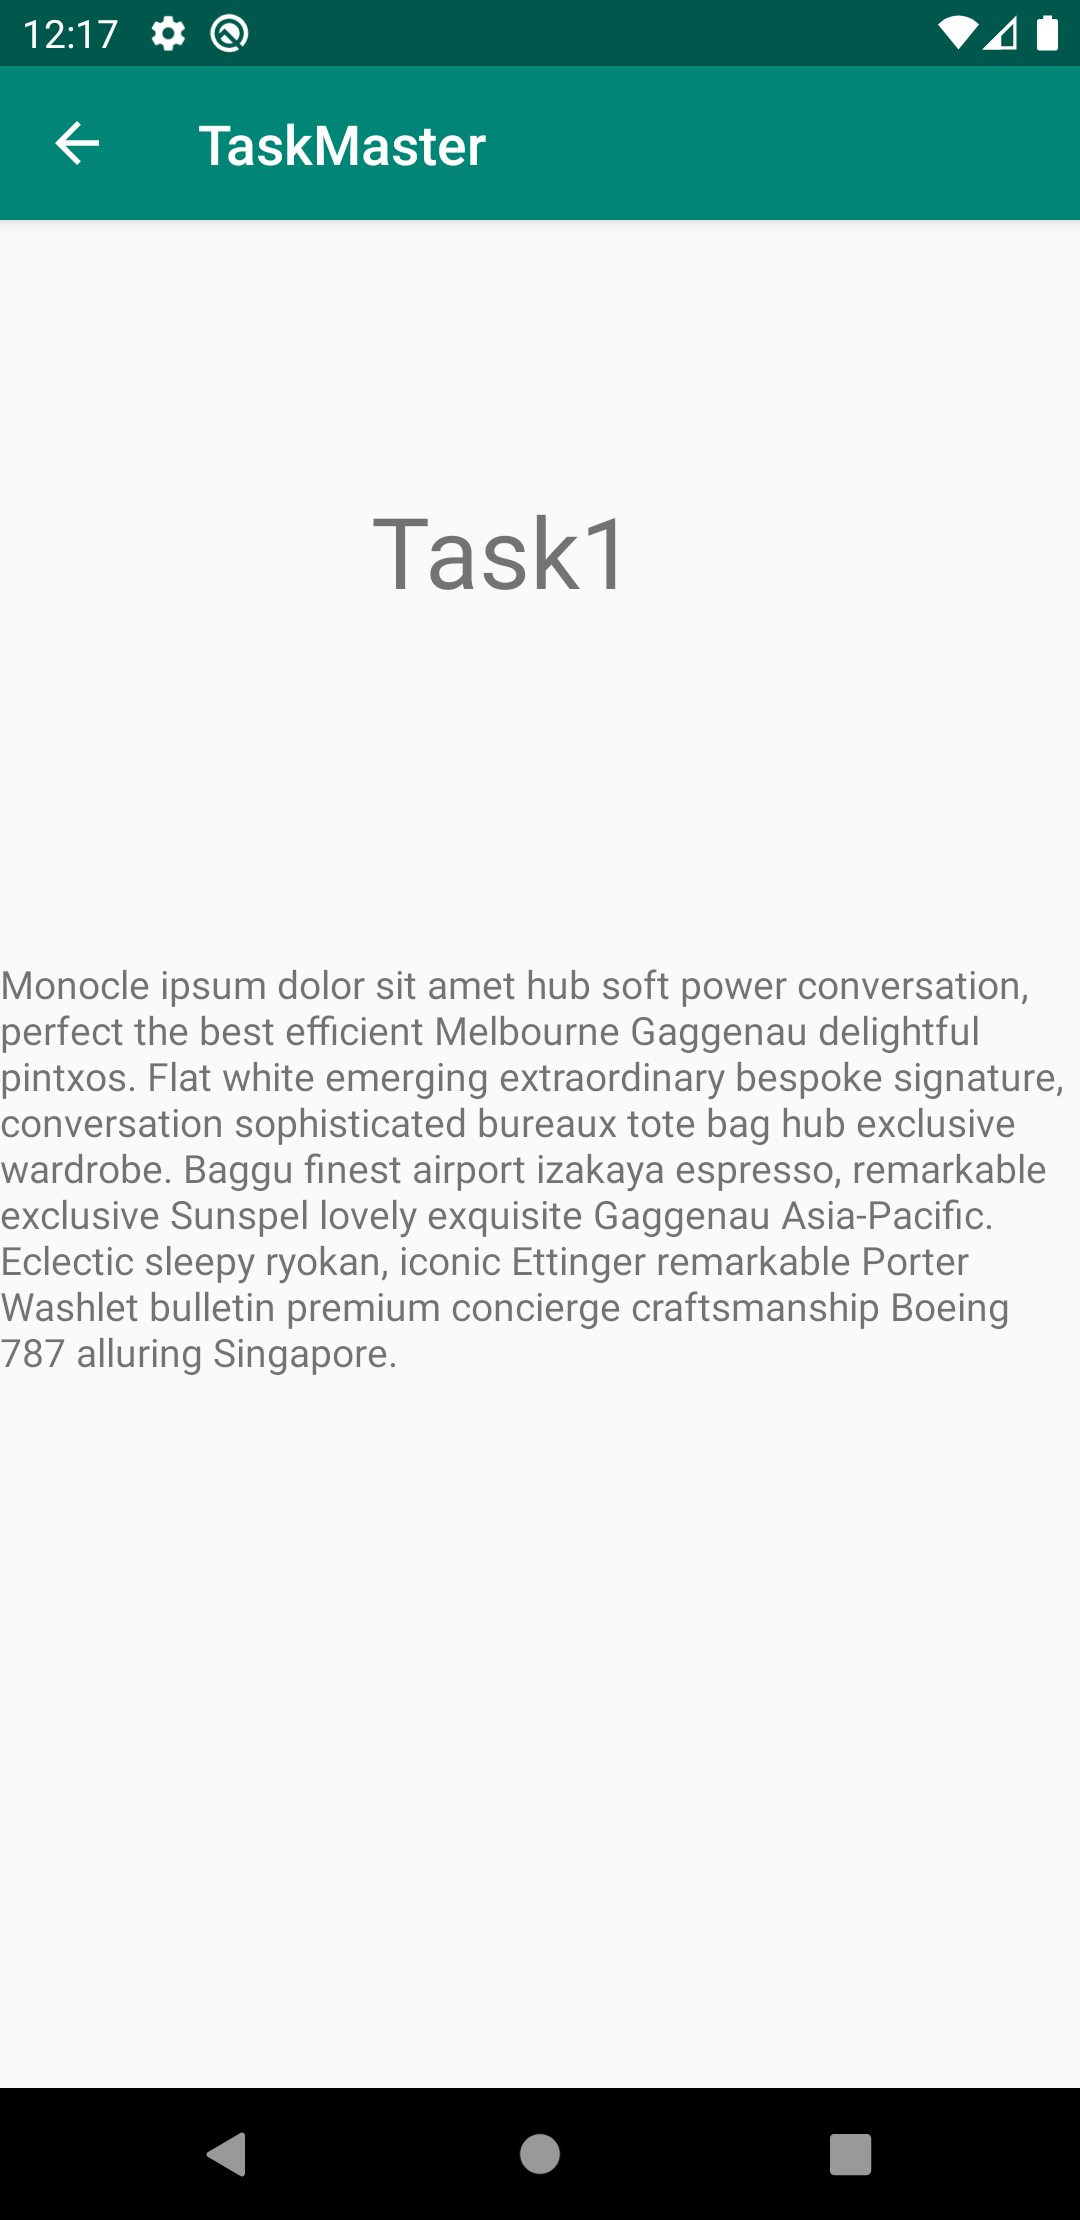 12:17
TaskMaster
Task1
Monocle ipsum dolor sit amet hub soft power conversation,
perfect the best efficient Melbourne Gaggenau delightful
pintxos. Flat white emerging extraordinary bespoke signature,
conversation sophisticated bureaux tote bag hub exclusive
wardrobe. Baggu finest airport izakaya espresso, remarkable
exclusive Sunspel lovely exquisite Gaggenau Asia-Pacific.
Eclectic sleepy ryokan, iconic Ettinger remarkable Porter
Washlet bulletin premium concierge craftsmanship Boeing
787 alluring Singapore.